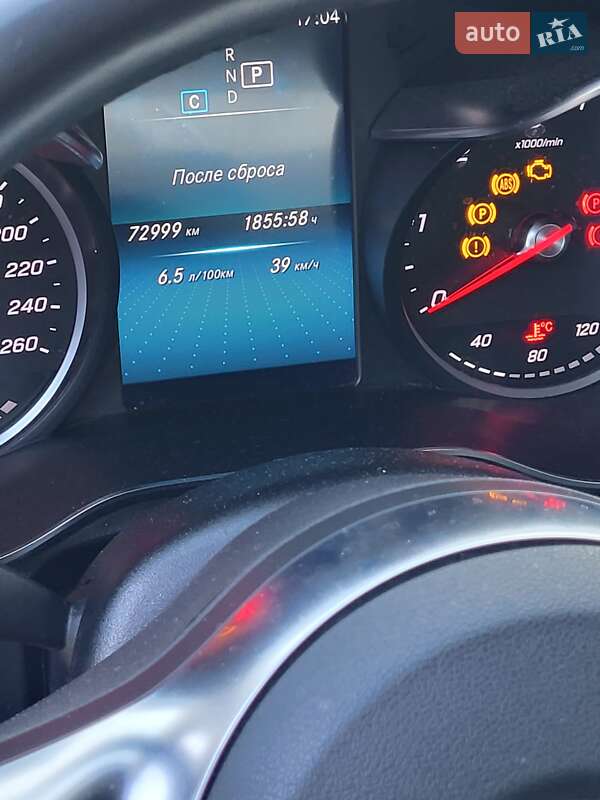 17:04
auto RIA .com
R
N P
C D
После сброса
72999 км 1855:58 ч
6.5 л/100км 39 км/ч
200
220
240
260
x1000/min
ABS
P P
!
1
0
40 °C 120
80